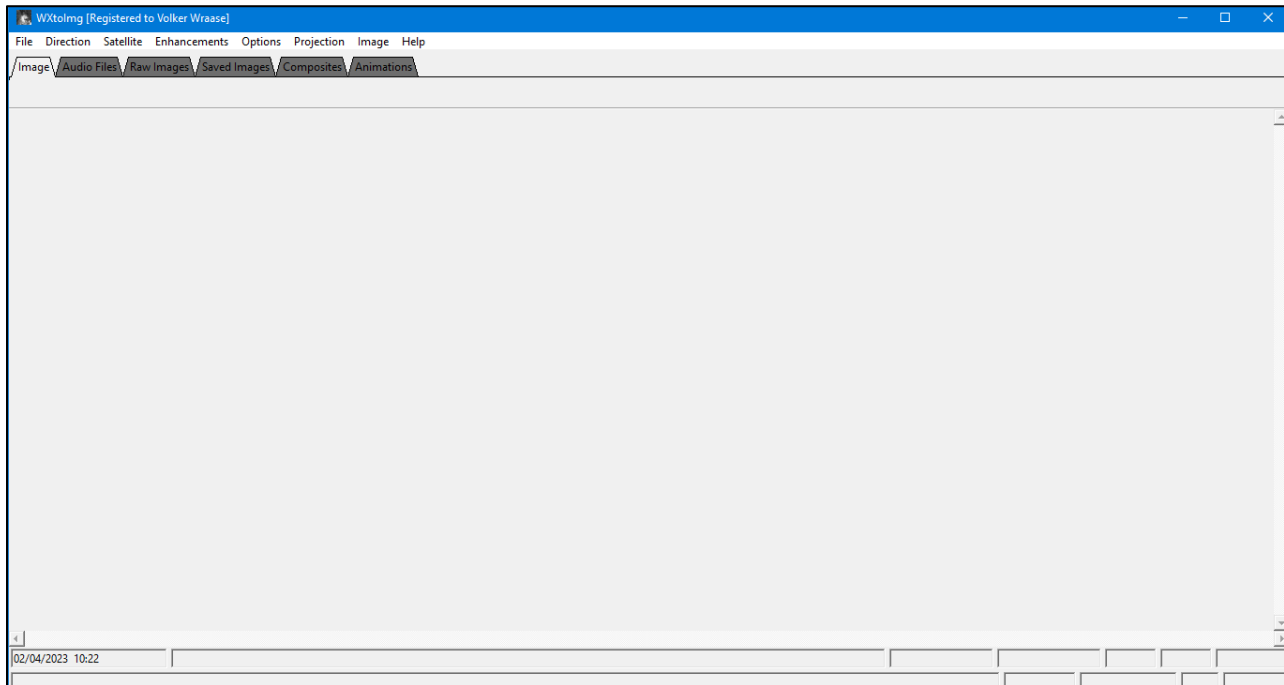 WXtoImg [Registered to Volker Wraase]
File Direction Satellite Enhancements Options Projection Image Help
Image Audio Files Raw Images Saved Images Composites Animations
02/04/2023 10:22